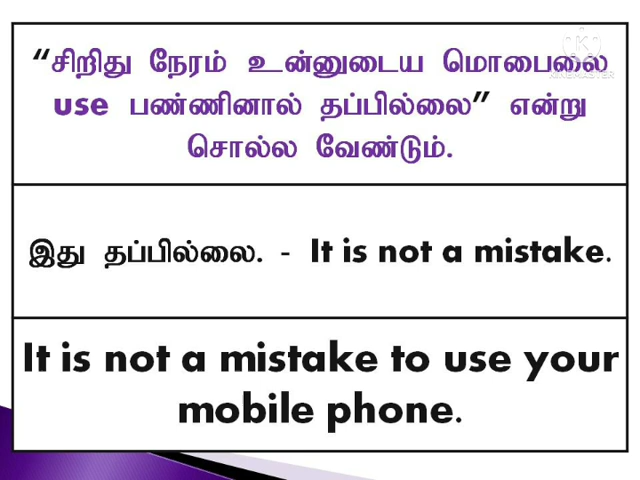 “சிறிது நேரம் உன்னுடைய மொபைலை
use பண்ணினால் தப்பில்லை” என்று
சொல்ல வேண்டும்.
KINEMASTER
இது தப்பில்லை. - It is not a mistake.
It is not a mistake to use your
mobile phone.